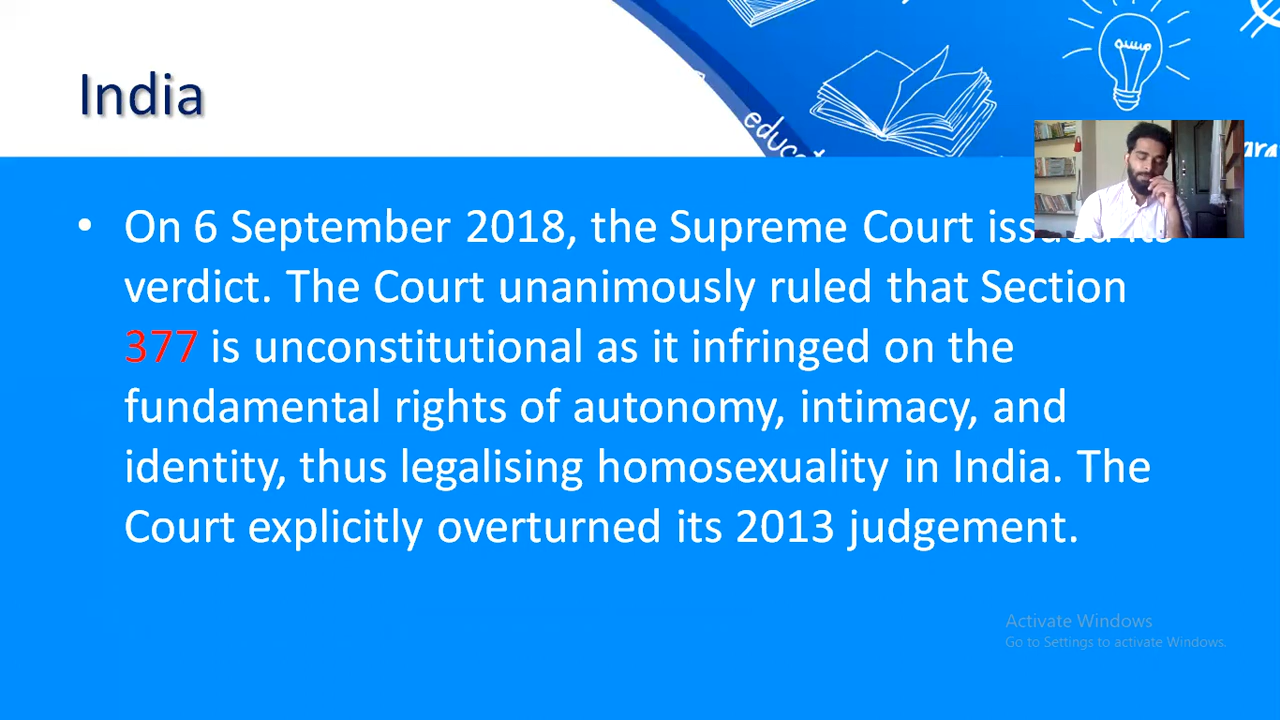 India
• On 6 September 2018, the Supreme Court issued its
verdict. The Court unanimously ruled that Section
377 is unconstitutional as it infringed on the
fundamental rights of autonomy, intimacy, and
identity, thus legalising homosexuality in India. The
Court explicitly overturned its 2013 judgement.
Activate Windows
Go to Settings to activate Windows.